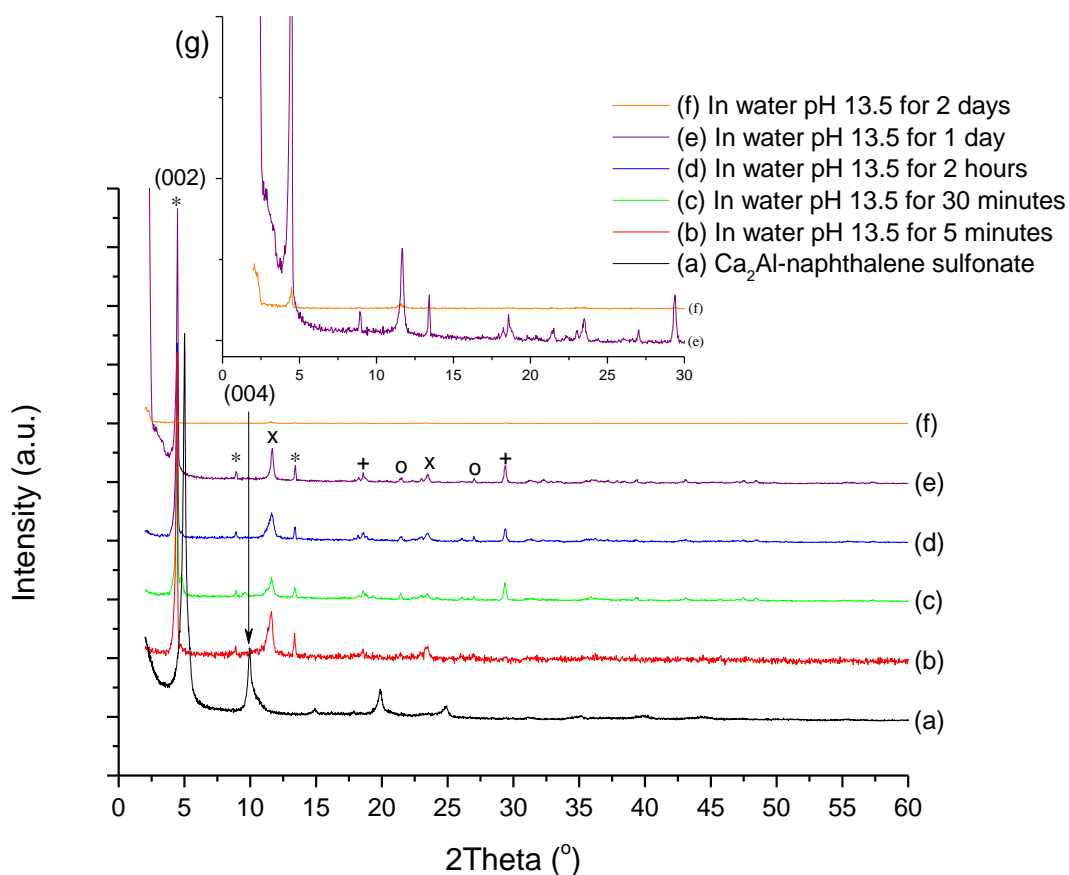 (g)
(f)
(e)
0 5 10 15 20 25 30
(f) In water pH 13.5 for 2 days
(e) In water pH 13.5 for 1 day
(d) In water pH 13.5 for 2 hours
(c) In water pH 13.5 for 30 minutes
(b) In water pH 13.5 for 5 minutes
(a) Ca₂Al-naphthalene sulfonate
(002)
*
(004)
* x * + o x o +
(f)
(e)
(d)
(c)
(b)
(a)
Intensity (a.u.)
0 5 10 15 20 25 30 35 40 45 50 55 60
2Theta (°)